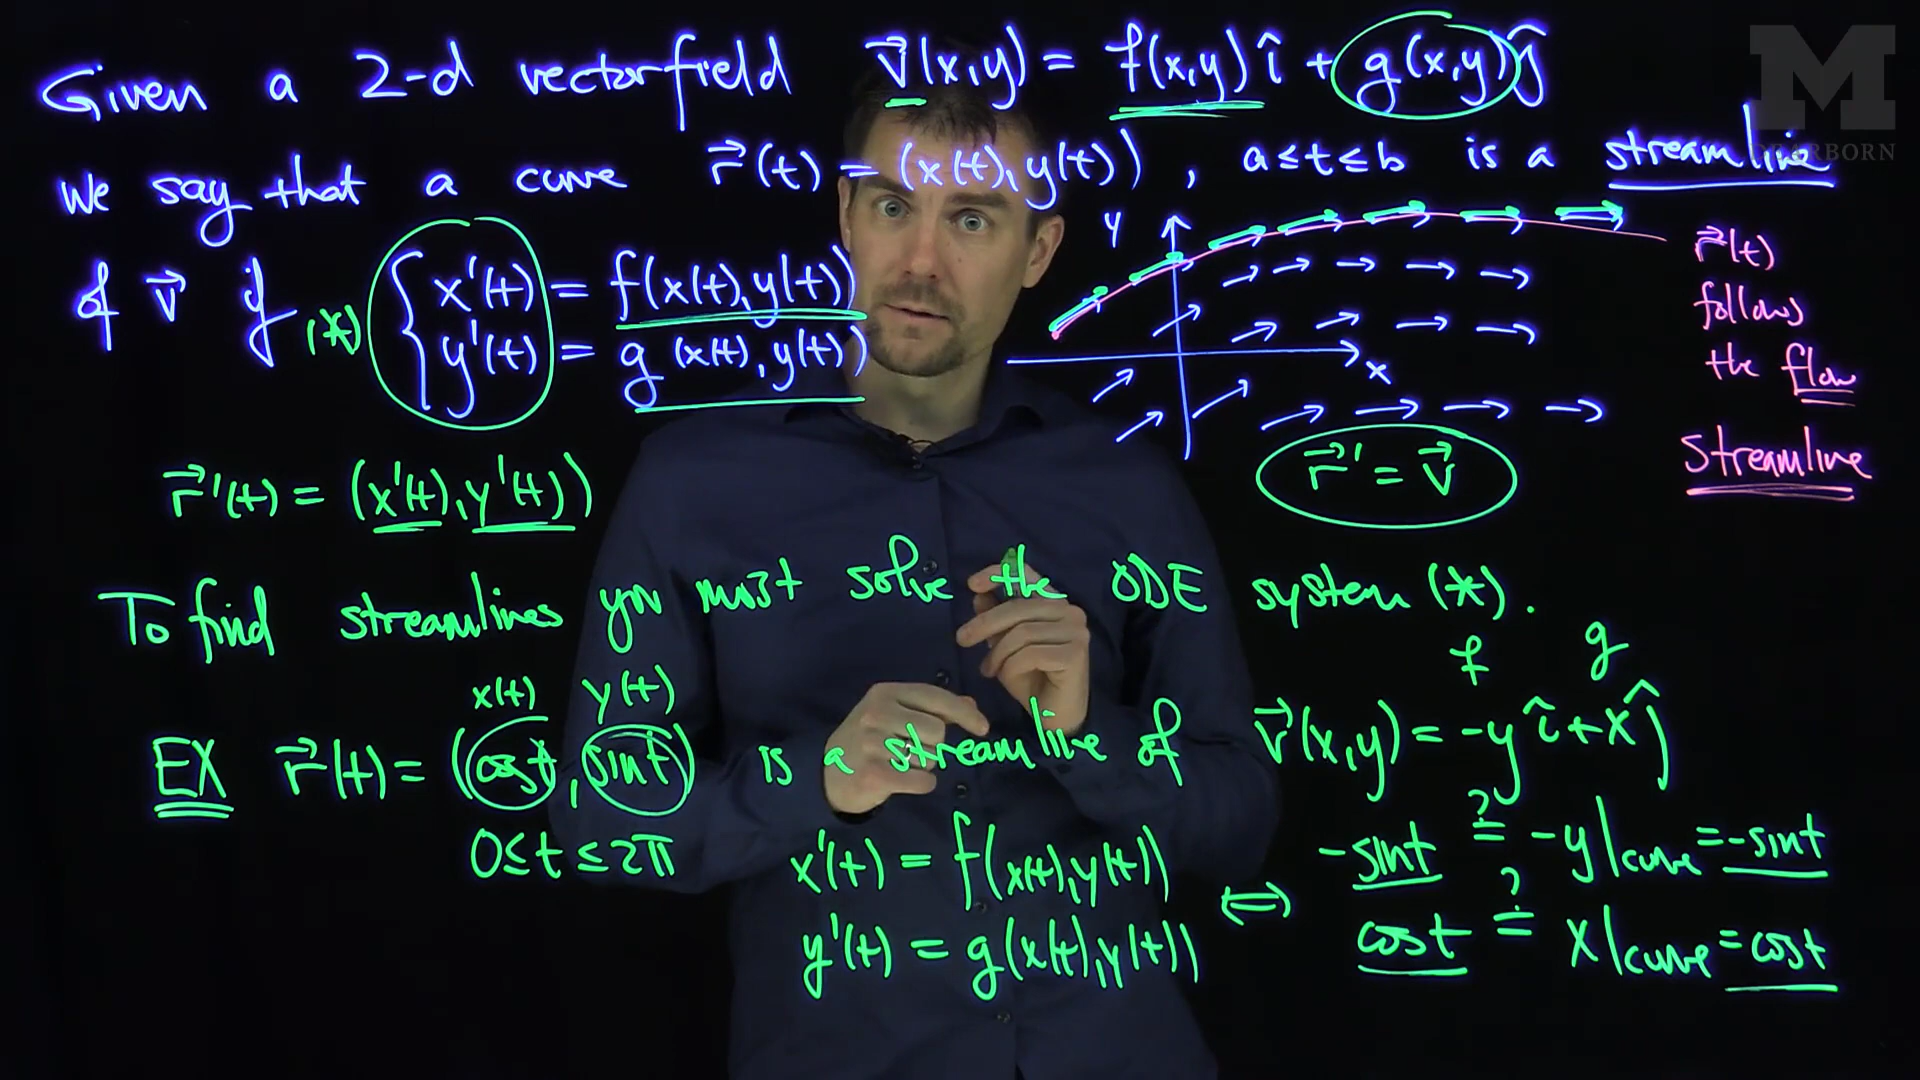 Given a 2-d vectorfield v⃗(x,y) = f(x,y) î + g(x,y) ĵ
We say that a curve r⃗(t) = (x(t), y(t)), a≤t≤b is a streamline
of v⃗ if (*) { x'(t) = f(x(t), y(t))
y'(t) = g(x(t), y(t))
y
x
r⃗(t)
follows
the flow
streamline
r⃗' = v⃗
r⃗'(t) = (x'(t), y'(t))
To find streamlines you must solve the ODE system (*).
x(t) y(t) f g
EX r⃗(t) = (cost, sint) is a streamline of v⃗(x,y) = -y î + x ĵ
0≤t≤2π
x'(t) = f(x(t), y(t)) ⇔ -sint ≟ -y|curve = -sint
y'(t) = g(x(t), y(t)) cost ≟ x|curve = cost
M
DEARBORN